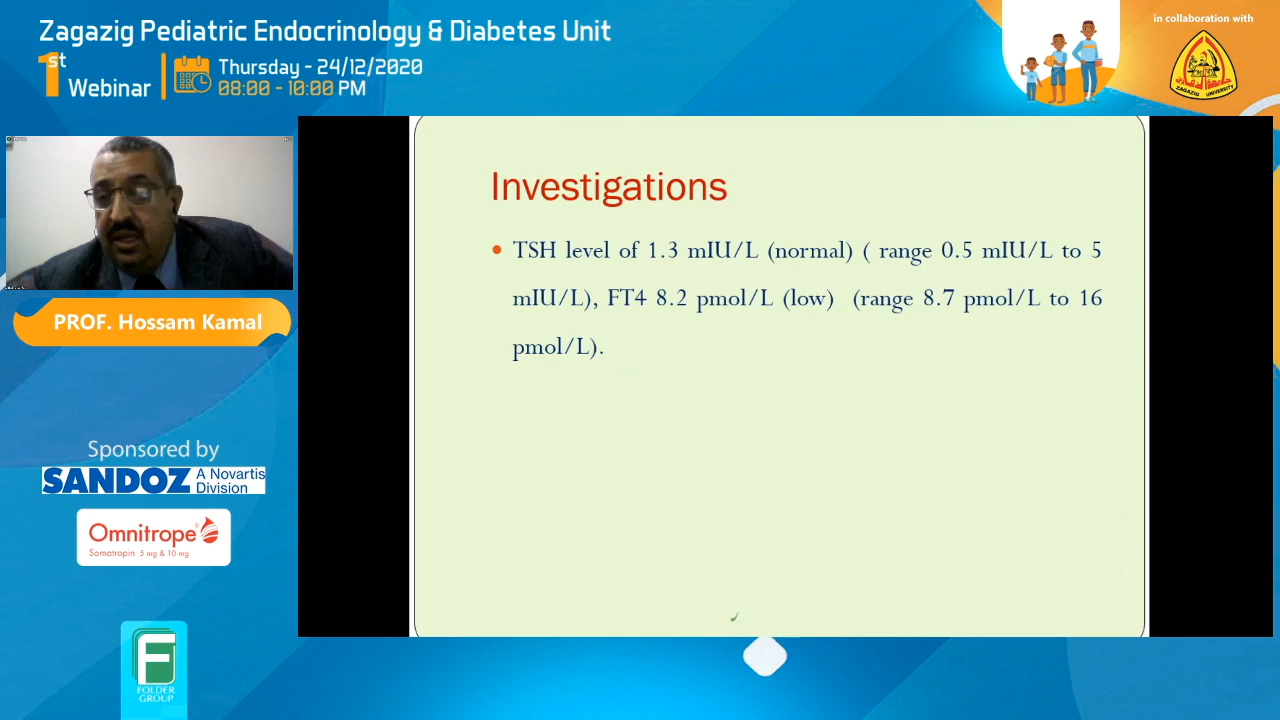 Zagazig Pediatric Endocrinology & Diabetes Unit
1st Webinar
Thursday - 24/12/2020
08:00 - 10:00 PM
in collaboration with
ZAGAZIG UNIVERSITY
Investigations
TSH level of 1.3 mIU/L (normal) ( range 0.5 mIU/L to 5
mIU/L), FT4 8.2 pmol/L (low) (range 8.7 pmol/L to 16
pmol/L).
PROF. Hossam Kamal
Sponsored by
SANDOZ A Novartis
Division
Omnitrope®
Somatropin 5 mg & 10 mg
F
FOLDER
GROUP